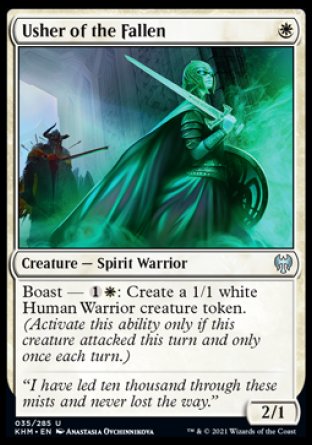 Usher of the Fallen
Creature — Spirit Warrior
Boast — 1: Create a 1/1 white
Human Warrior creature token.
(Activate this ability only if this
creature attacked this turn and only
once each turn.)
"I have led ten thousand through these
mists and never lost the way."
2/1
035/285 U
KHM • EN Anastasia Ovchinnikova
™ & © 2021 Wizards of the Coast